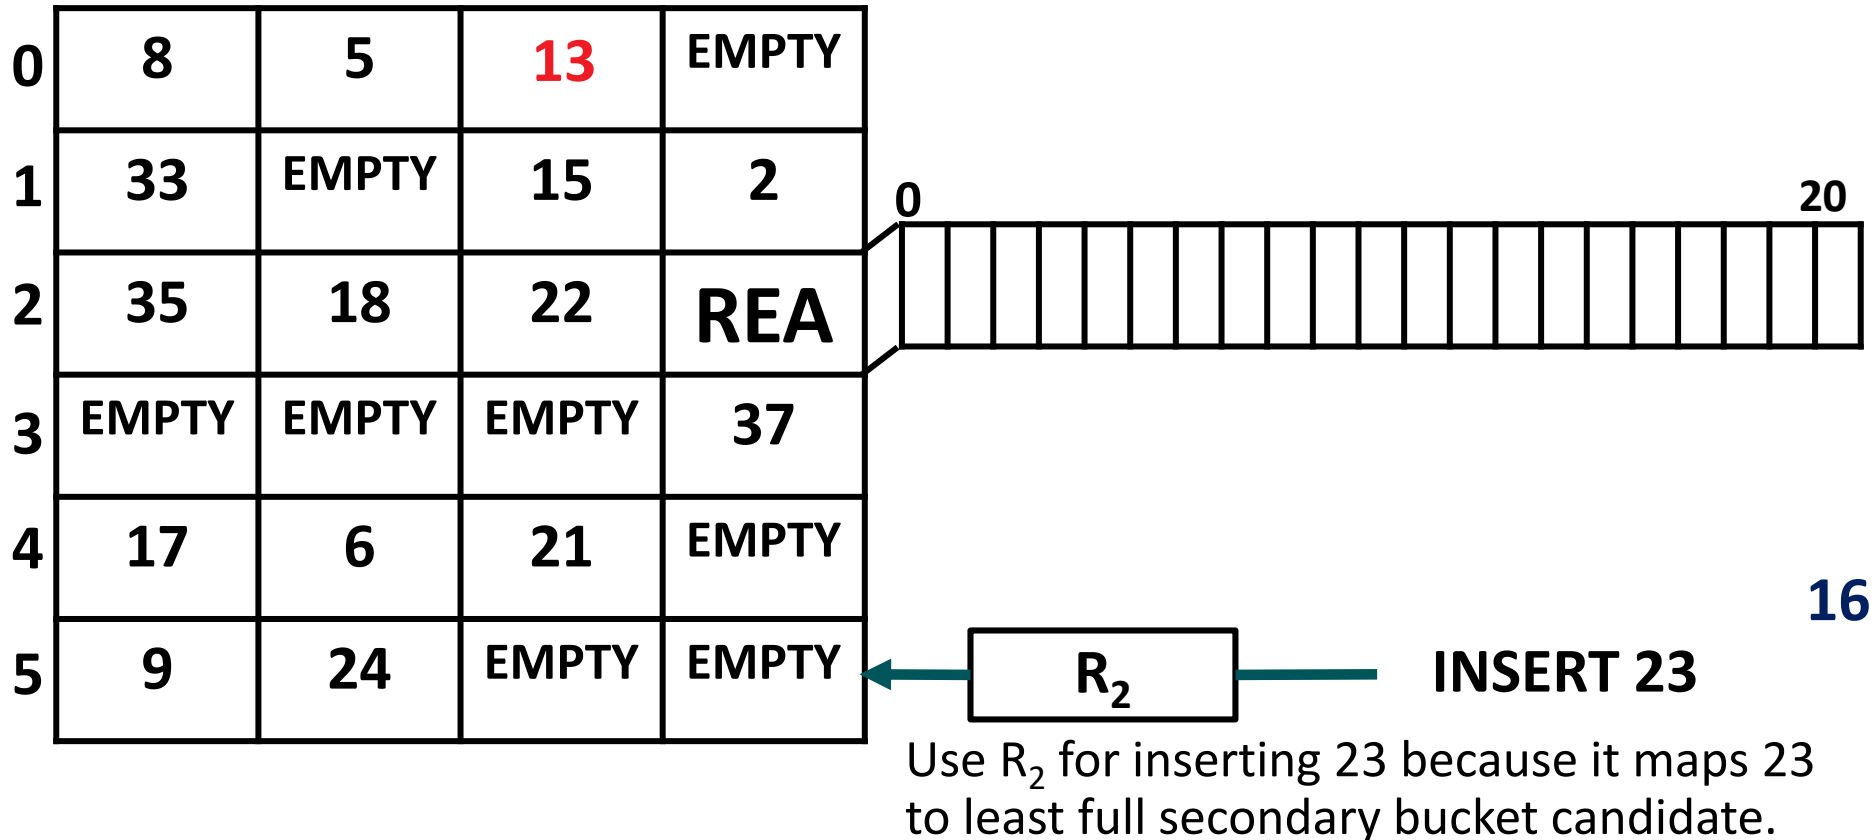 0 8 5 13 EMPTY
1 33 EMPTY 15 2
0 20
2 35 18 22 REA
3 EMPTY EMPTY EMPTY 37
4 17 6 21 EMPTY
16
5 9 24 EMPTY EMPTY R2 INSERT 23
Use R2 for inserting 23 because it maps 23
to least full secondary bucket candidate.